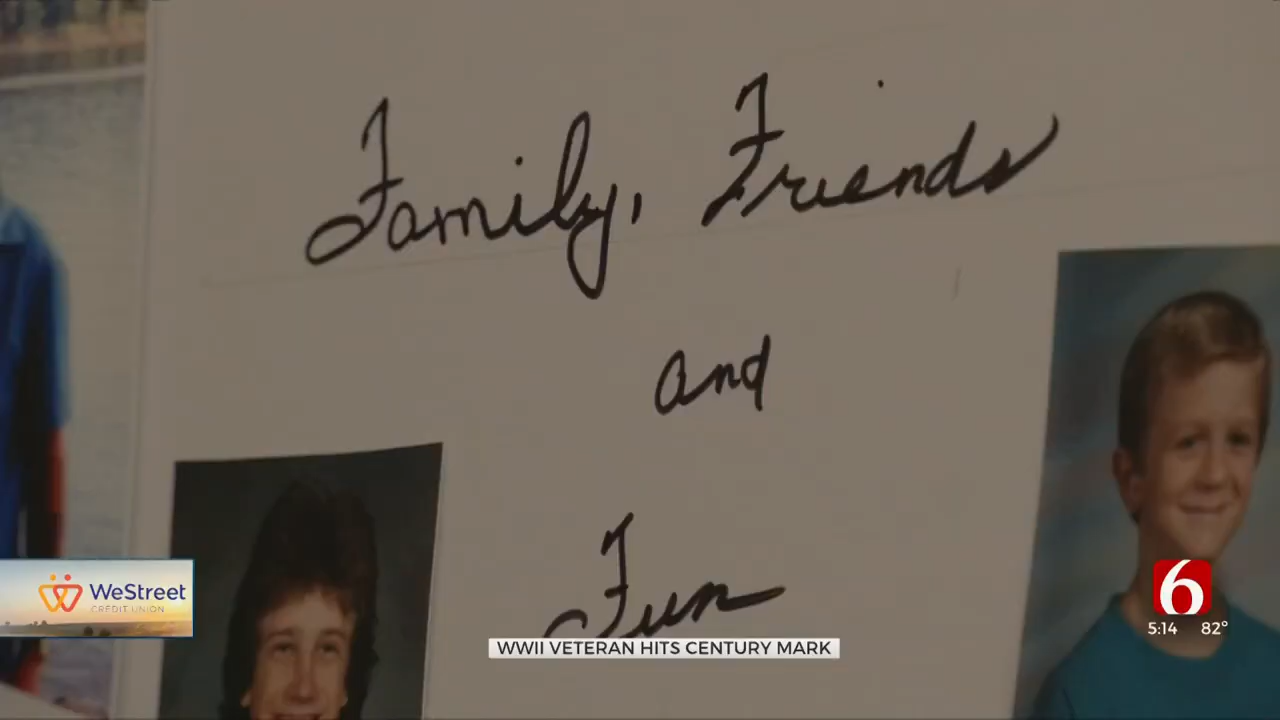 Family, Friends
and
Fun
WeStreet
CREDIT UNION
WWII VETERAN HITS CENTURY MARK
6
5:14 82°